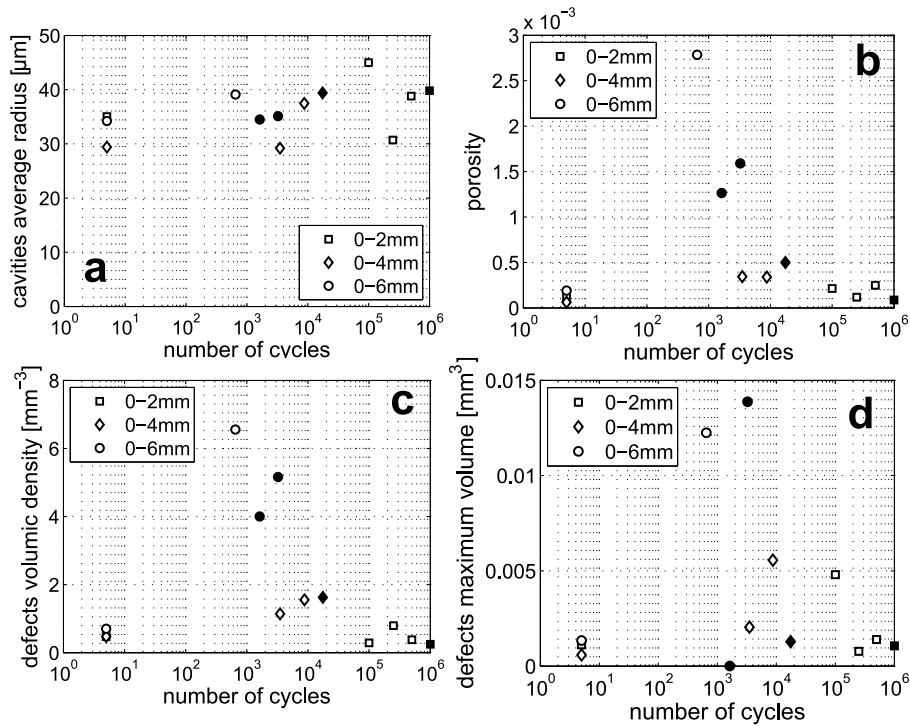 a
cavities average radius [μm]
50
40
30
20
10
0
10^0 10^1 10^2 10^3 10^4 10^5 10^6
number of cycles
0−2mm
0−4mm
0−6mm
b
x 10^−3
porosity
3
2.5
2
1.5
1
0.5
0
10^0 10^1 10^2 10^3 10^4 10^5 10^6
number of cycles
0−2mm
0−4mm
0−6mm
c
defects volumic density [mm^−3]
8
6
4
2
0
10^0 10^1 10^2 10^3 10^4 10^5 10^6
number of cycles
0−2mm
0−4mm
0−6mm
d
defects maximum volume [mm^3]
0.015
0.01
0.005
0
10^0 10^1 10^2 10^3 10^4 10^5 10^6
number of cycles
0−2mm
0−4mm
0−6mm